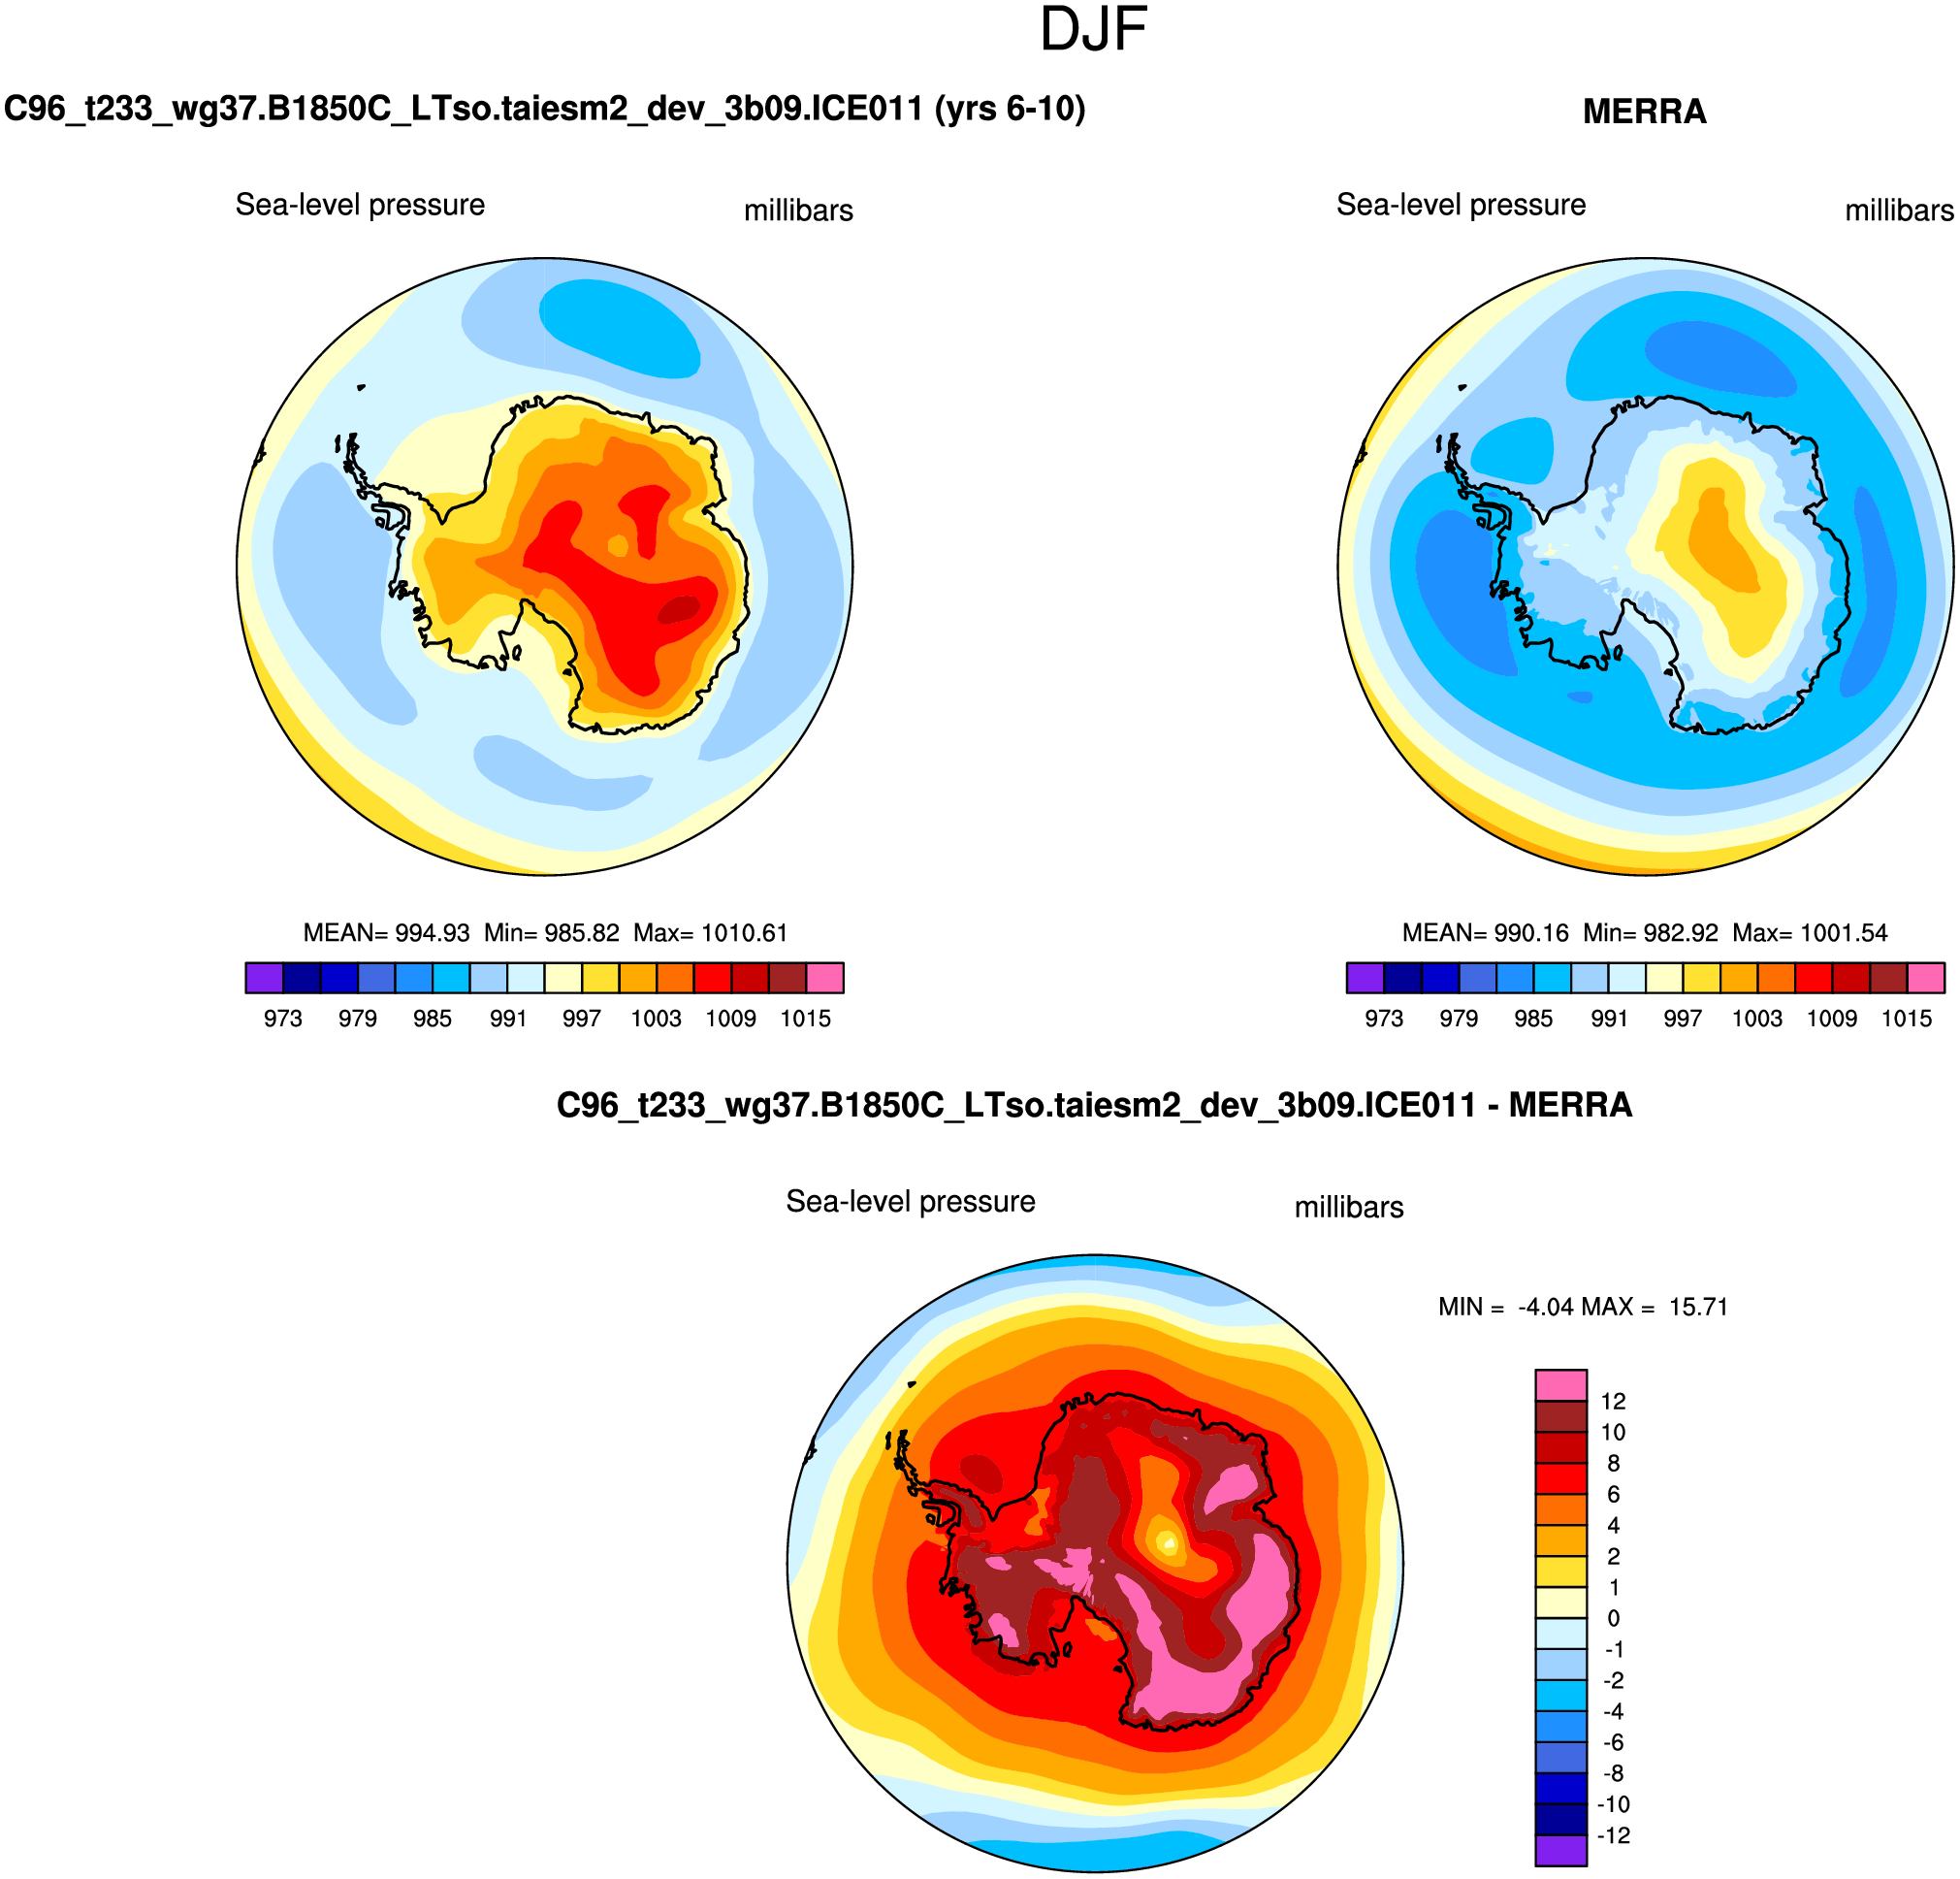 DJF
C96_t233_wg37.B1850C_LTso.taiesm2_dev_3b09.ICE011 (yrs 6-10)
MERRA
Sea-level pressure millibars
Sea-level pressure millibars
MEAN= 994.93 Min= 985.82 Max= 1010.61
973 979 985 991 997 1003 1009 1015
MEAN= 990.16 Min= 982.92 Max= 1001.54
973 979 985 991 997 1003 1009 1015
C96_t233_wg37.B1850C_LTso.taiesm2_dev_3b09.ICE011 - MERRA
Sea-level pressure millibars
MIN = -4.04 MAX = 15.71
12
10
8
6
4
2
1
0
-1
-2
-4
-6
-8
-10
-12